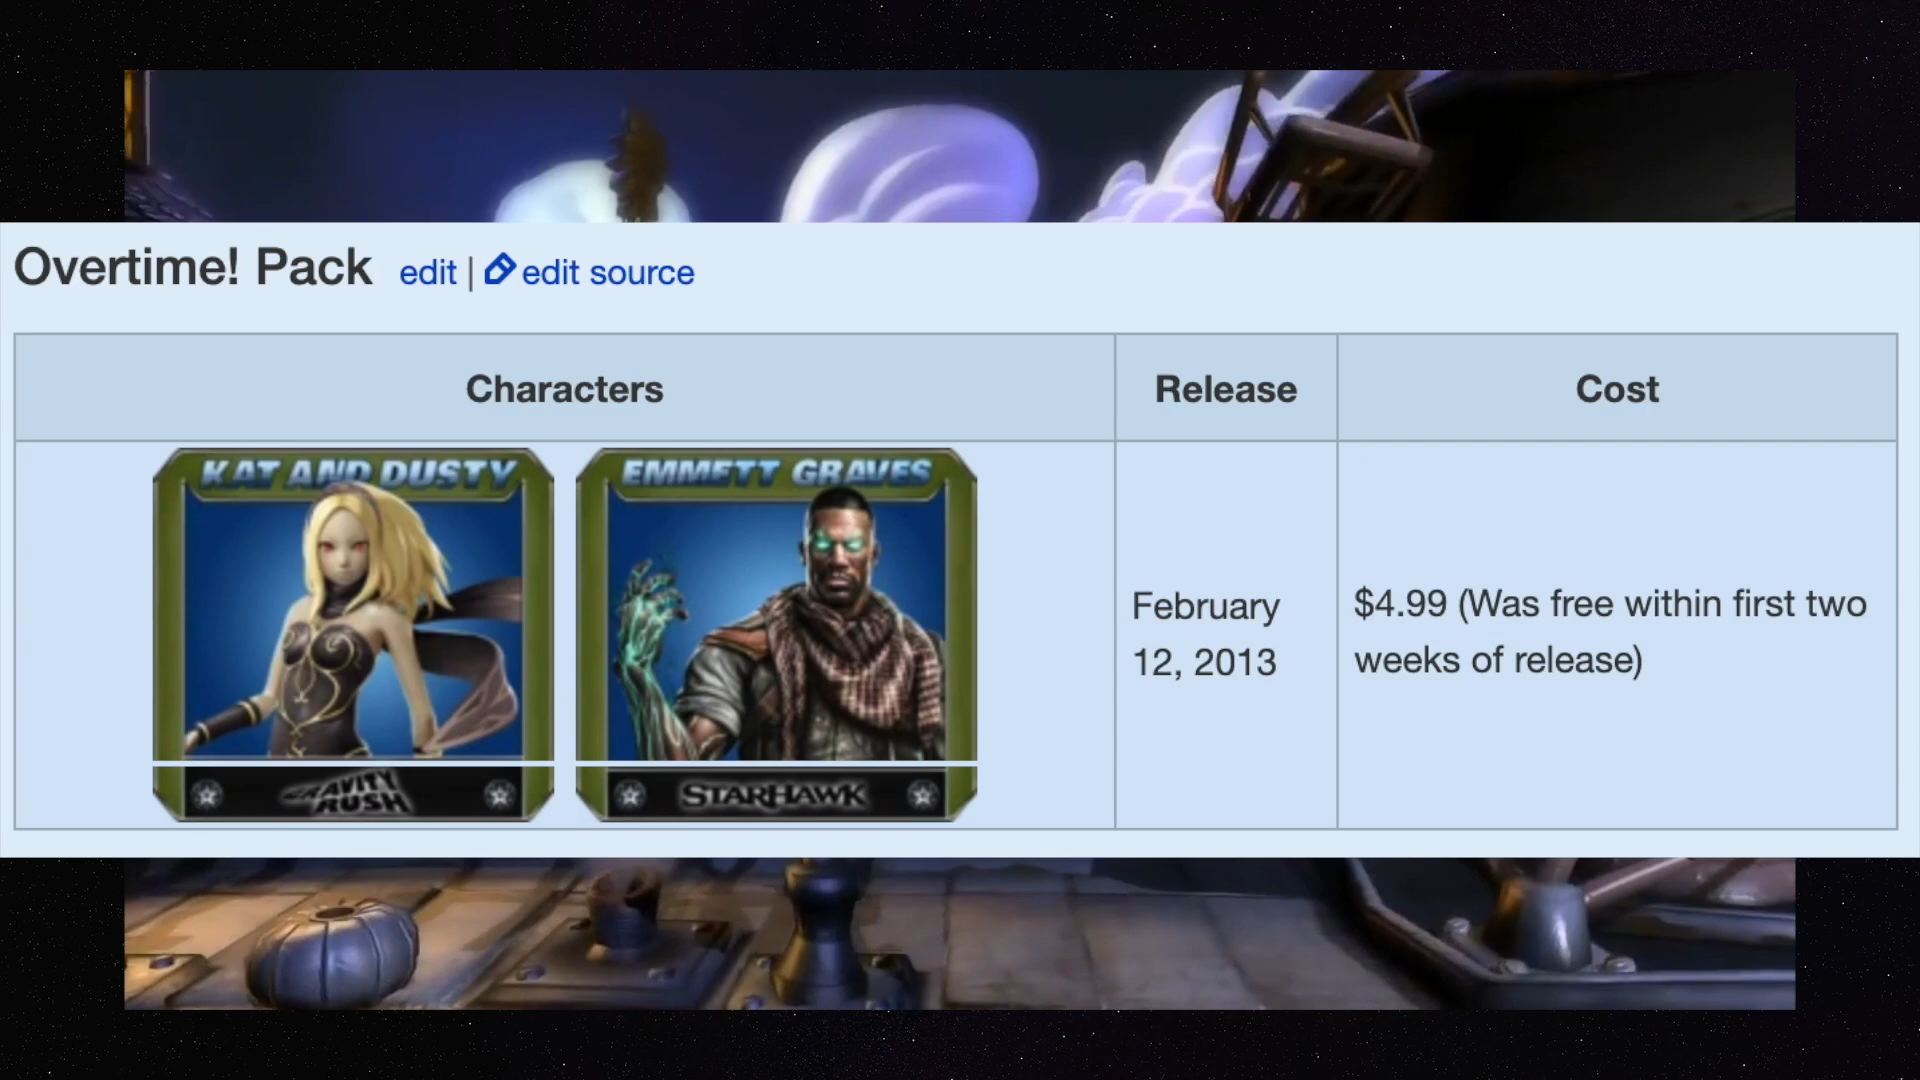 Overtime! Pack edit | edit source
Characters Release Cost
KAT AND DUSTY EMMETT GRAVES
February
12, 2013
$4.99 (Was free within first two
weeks of release)
GRAVITY
RUSH
STARHAWK